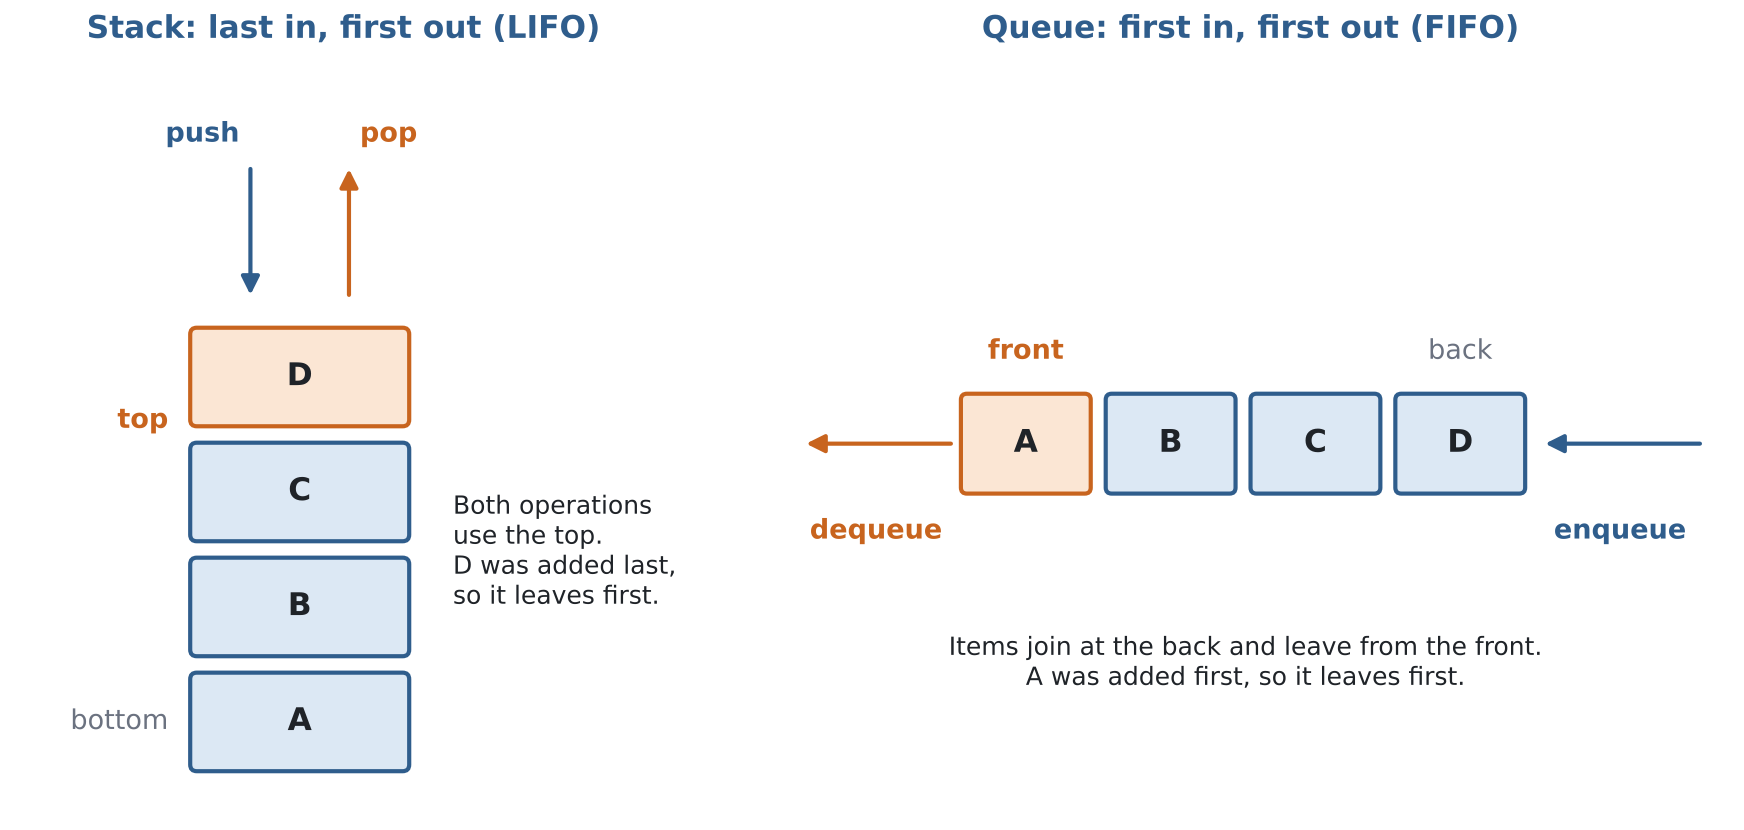 Stack: last in, first out (LIFO)
push
pop
D
top
C
Both operations
use the top.
D was added last,
so it leaves first.
B
bottom
A
Queue: first in, first out (FIFO)
front
back
A
B
C
D
dequeue
enqueue
Items join at the back and leave from the front.
A was added first, so it leaves first.